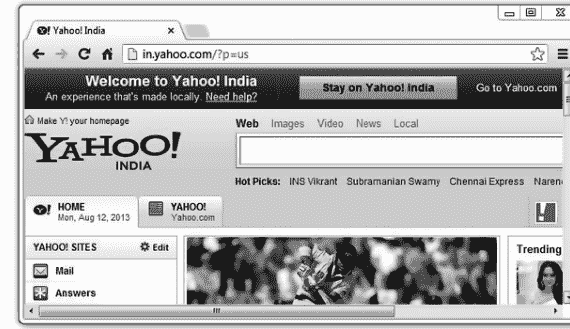 Yahoo! India
in.yahoo.com/?p=us
Welcome to Yahoo! India
An experience that's made locally. Need help?
Stay on Yahoo! India
Go to Yahoo.com
Make Y! your homepage
YAHOO!
INDIA
Web Images Video News Local
Hot Picks: INS Vikrant Subramanian Swamy Chennai Express Naren
HOME
Mon, Aug 12, 2013
YAHOO!
Yahoo.com
YAHOO! SITES Edit
Mail
Answers
Trending